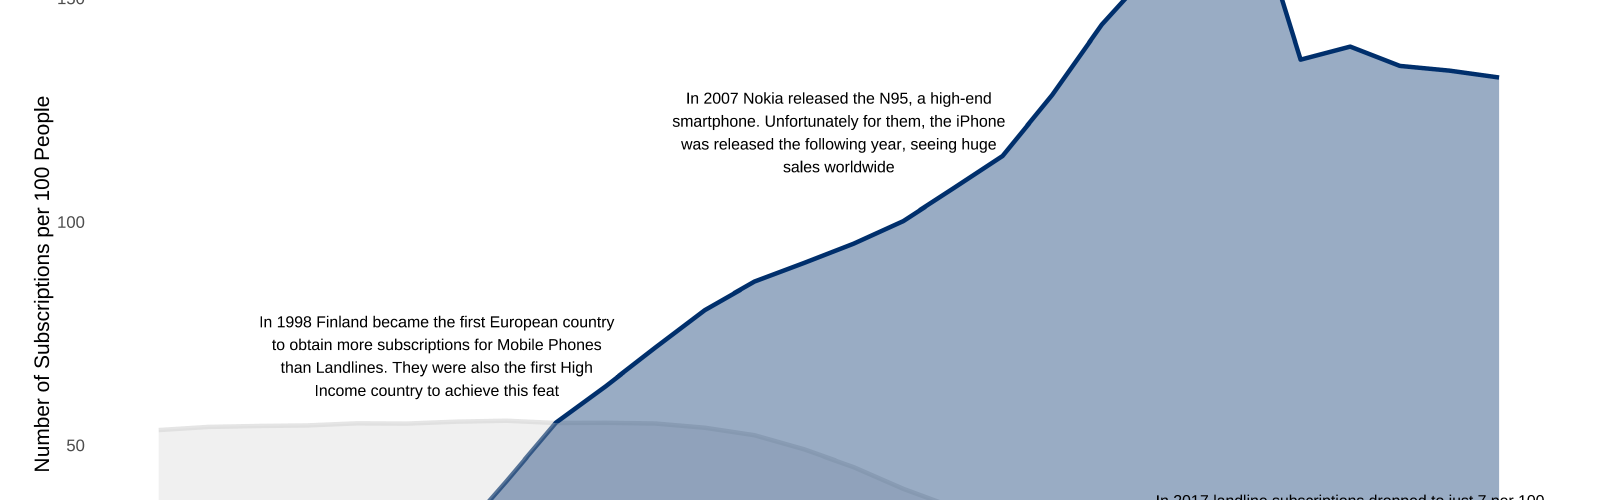 150
In 2007 Nokia released the N95, a high-end
smartphone. Unfortunately for them, the iPhone
was released the following year, seeing huge
sales worldwide
Number of Subscriptions per 100 People
100
In 1998 Finland became the first European country
to obtain more subscriptions for Mobile Phones
than Landlines. They were also the first High
Income country to achieve this feat
50
In 2017 landline subscriptions dropped to just 7 per 100